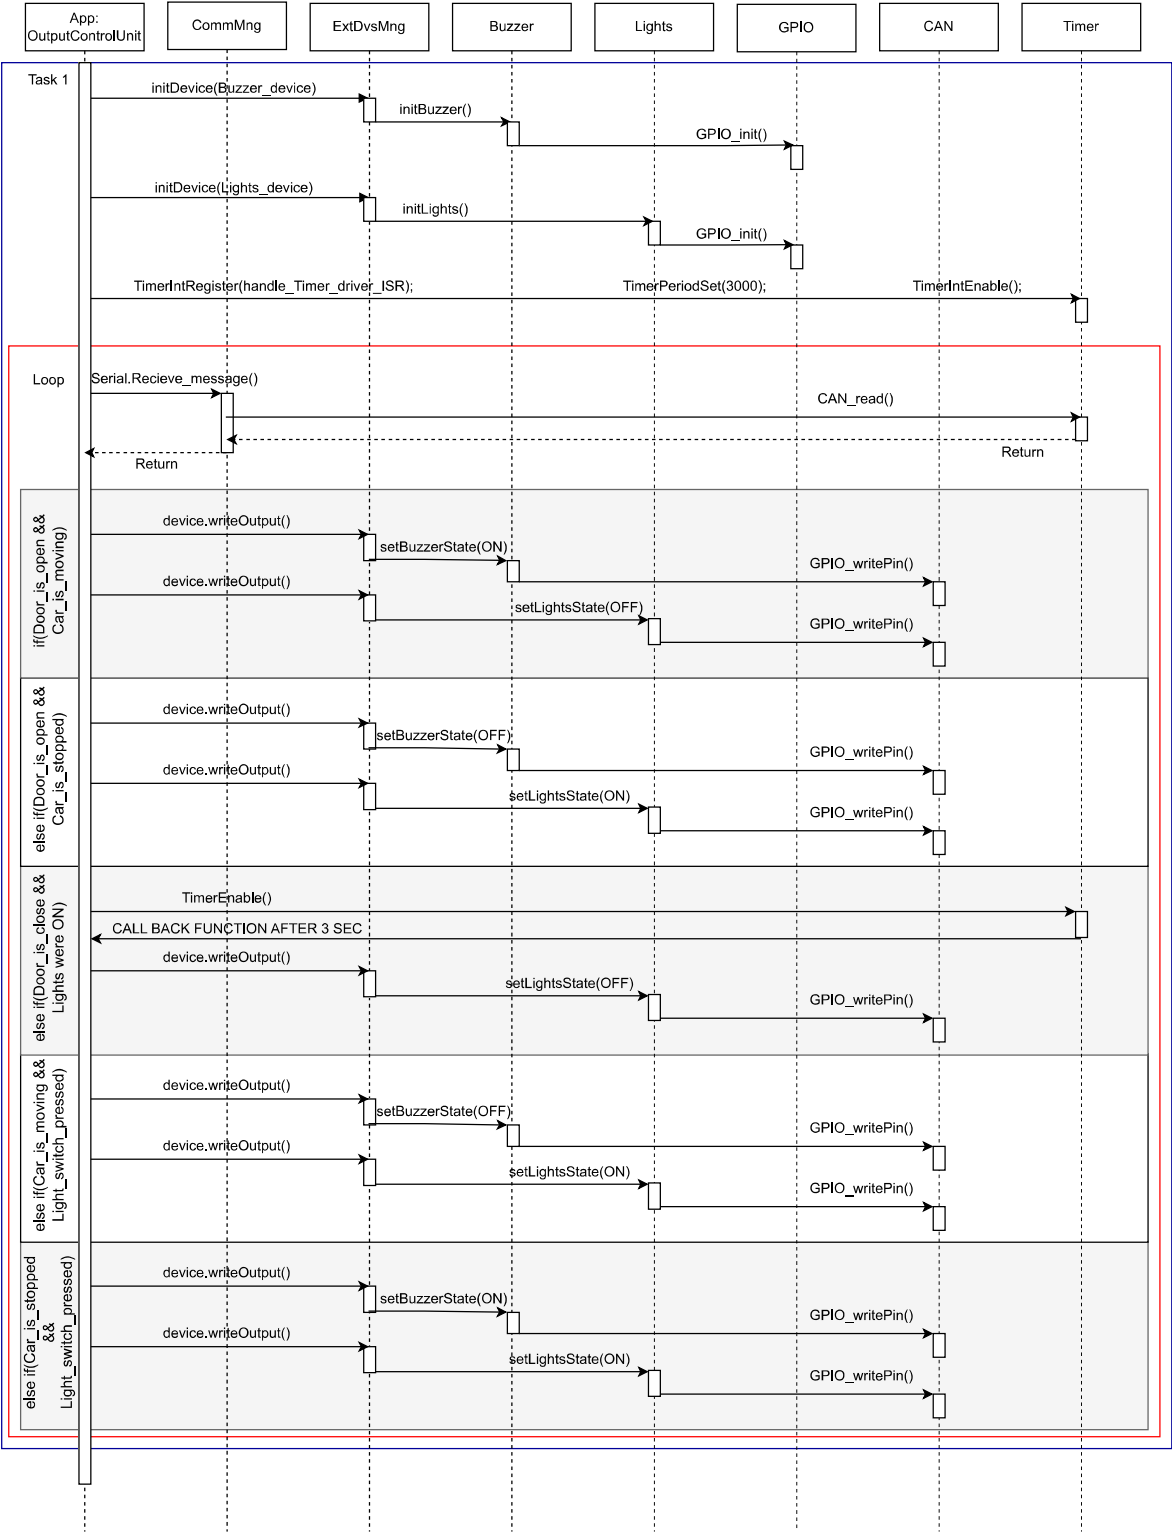 App:
OutputControlUnit
CommMng
ExtDvsMng
Buzzer
Lights
GPIO
CAN
Timer
Task 1
initDevice(Buzzer_device)
initBuzzer()
GPIO_init()
initDevice(Lights_device)
initLights()
GPIO_init()
TimerIntRegister(handle_Timer_driver_ISR);
TimerPeriodSet(3000);
TimerIntEnable();
Loop
Serial.Recieve_message()
CAN_read()
Return
Return
if(Door_is_open &&
Car_is_moving)
device.writeOutput()
setBuzzerState(ON)
GPIO_writePin()
device.writeOutput()
setLightsState(OFF)
GPIO_writePin()
else if(Door_is_open &&
Car_is_stopped)
device.writeOutput()
setBuzzerState(OFF)
GPIO_writePin()
device.writeOutput()
setLightsState(ON)
GPIO_writePin()
else if(Door_is_close &&
Lights were ON)
TimerEnable()
CALL BACK FUNCTION AFTER 3 SEC
device.writeOutput()
setLightsState(OFF)
GPIO_writePin()
else if(Car_is_moving &&
Light_switch_pressed)
device.writeOutput()
setBuzzerState(OFF)
GPIO_writePin()
device.writeOutput()
setLightsState(ON)
GPIO_writePin()
else if(Car_is_stopped
&&
Light_switch_pressed)
device.writeOutput()
setBuzzerState(ON)
GPIO_writePin()
device.writeOutput()
setLightsState(ON)
GPIO_writePin()